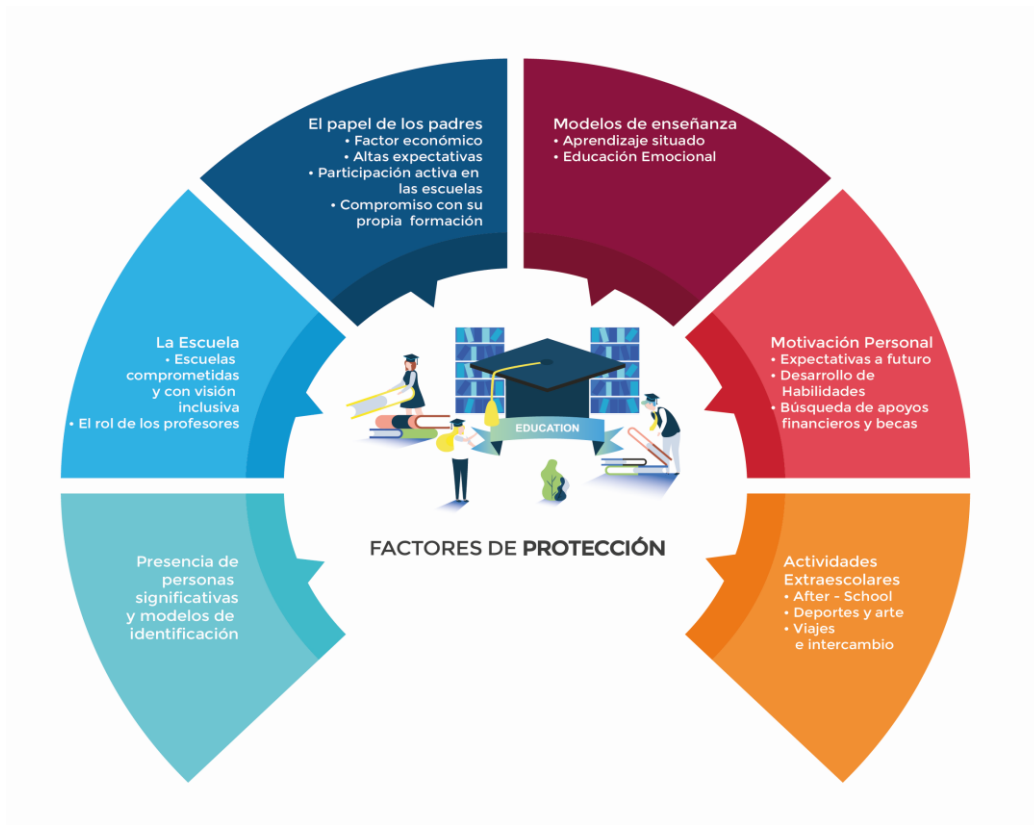 El papel de los padres
• Factor económico
• Altas expectativas
• Participación activa en
las escuelas
• Compromiso con su
propia formación
Modelos de enseñanza
• Aprendizaje situado
• Educación Emocional
La Escuela
• Escuelas
comprometidas
y con visión
inclusiva
• El rol de los profesores
Motivación Personal
• Expectativas a futuro
• Desarrollo de
Habilidades
• Búsqueda de apoyos
financieros y becas
EDUCATION
FACTORES DE PROTECCIÓN
Presencia de
personas
significativas
y modelos de
identificación
Actividades
Extraescolares
• After - School
• Deportes y arte
• Viajes
e intercambio